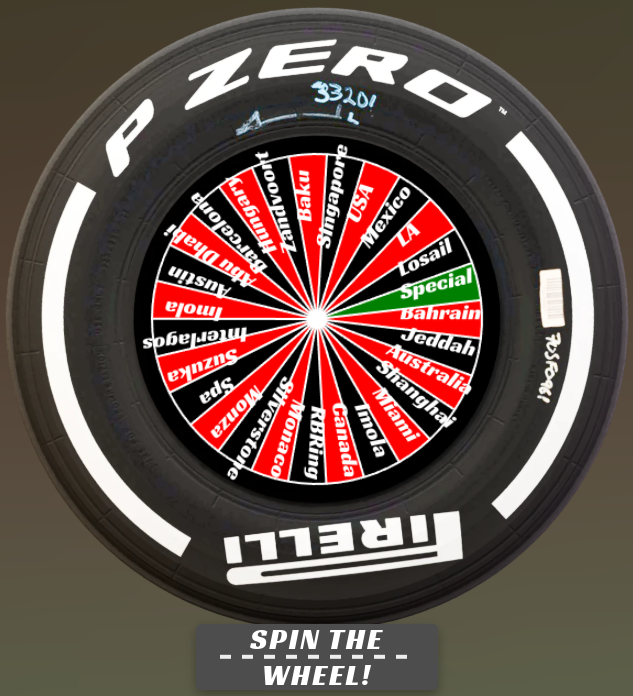 P ZERO™
33201
Singapore
USA
Mexico
LA
Losail
Special
Bahrain
Jeddah
Australia
Shanghai
Miami
Imola
Canada
RBRing
Monaco
Silverstone
Monza
Spa
Suzuka
Interlagos
Imola
Austin
Abu Dhabi
Barcelona
Hungary
Zandvoort
Baku
PIRELLI
SPIN THE
WHEEL!